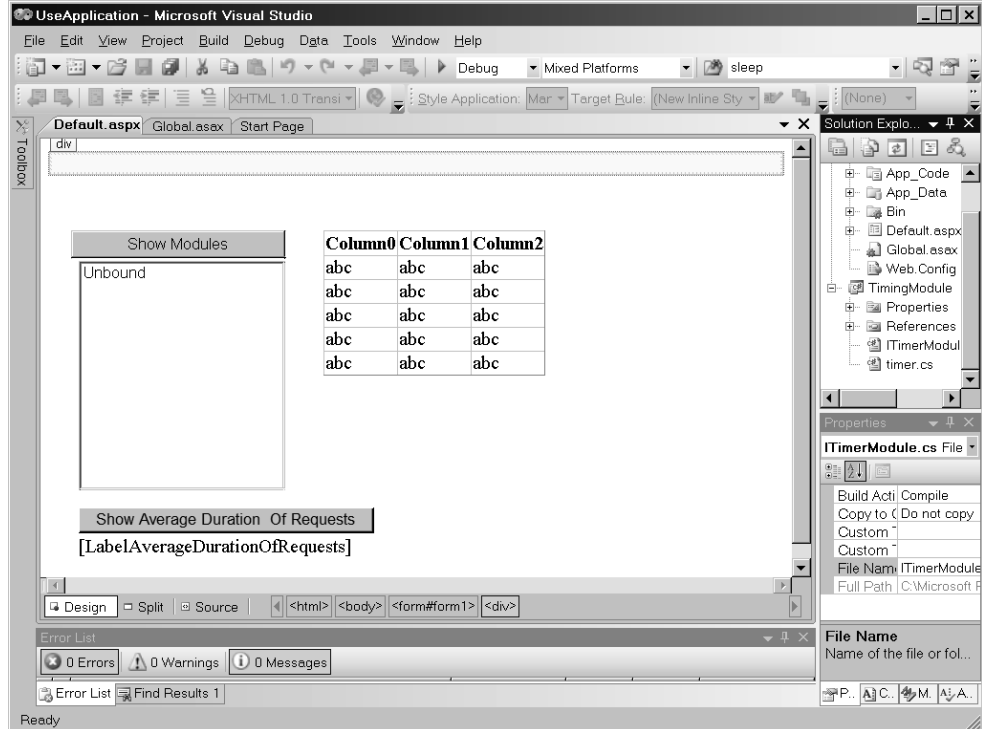 UseApplication - Microsoft Visual Studio
File Edit View Project Build Debug Data Tools Window Help
Debug Mixed Platforms sleep
XHTML 1.0 Transi Style Application: Mar Target Rule: (New Inline Sty (None)
Toolbox
Default.aspx Global.asax Start Page
div
Show Modules
Unbound
Column0 Column1 Column2
abc abc abc
abc abc abc
abc abc abc
abc abc abc
abc abc abc
Show Average Duration Of Requests
[LabelAverageDurationOfRequests]
Design Split Source <html> <body> <form#form1> <div>
Error List
0 Errors 0 Warnings 0 Messages
Error List Find Results 1
Ready
Solution Explo...
App_Code
App_Data
Bin
Default.aspx
Global.asax
Web.Config
TimingModule
Properties
References
ITimerModul
timer.cs
Properties
ITimerModule.cs File
Build Acti Compile
Copy to ( Do not copy
Custom
Custom
File Nam ITimerModule
Full Path C:\Microsoft
File Name
Name of the file or fol...
P.. C.. M. A..